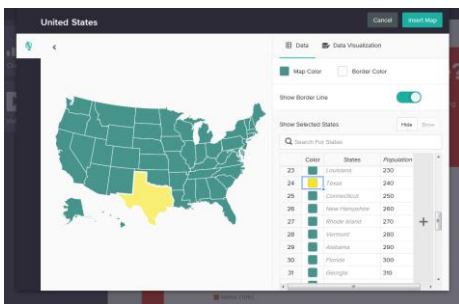 United States
Cancel
Insert Map
Data
Data Visualization
Map Color
Border Color
Show Border Line
Show Selected States
Hide
Show
Search For States
Color States Population
23 Louisiana 230
24 Texas 240
25 Connecticut 250
26 New Hampshire 260
27 Rhode Island 270
28 Vermont 280
29 Alabama 290
30 Florida 300
31 Georgia 310